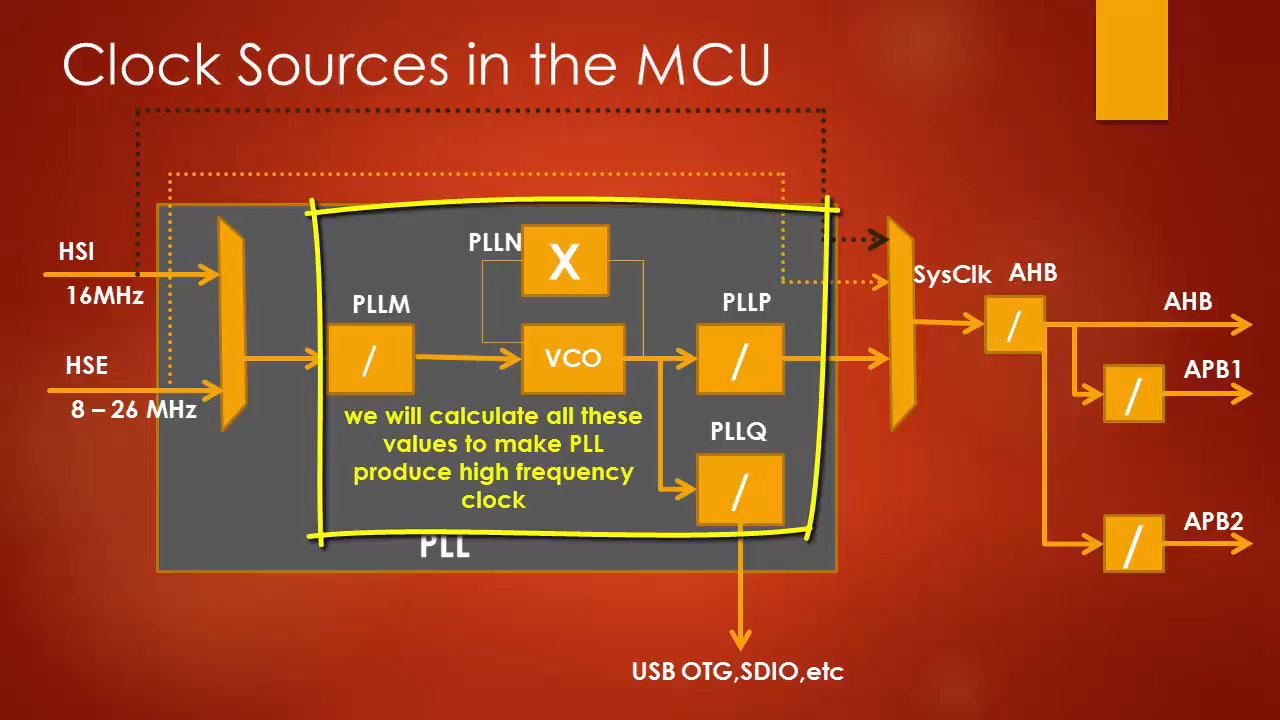 Clock Sources in the MCU
HSI
16MHz
HSE
8 – 26 MHz
PLLN
X
PLLM
/
VCO
PLLP
/
we will calculate all these
values to make PLL
produce high frequency
clock
PLLQ
/
PLL
SysClk
AHB
/
AHB
APB1
/
APB2
/
USB OTG,SDIO,etc